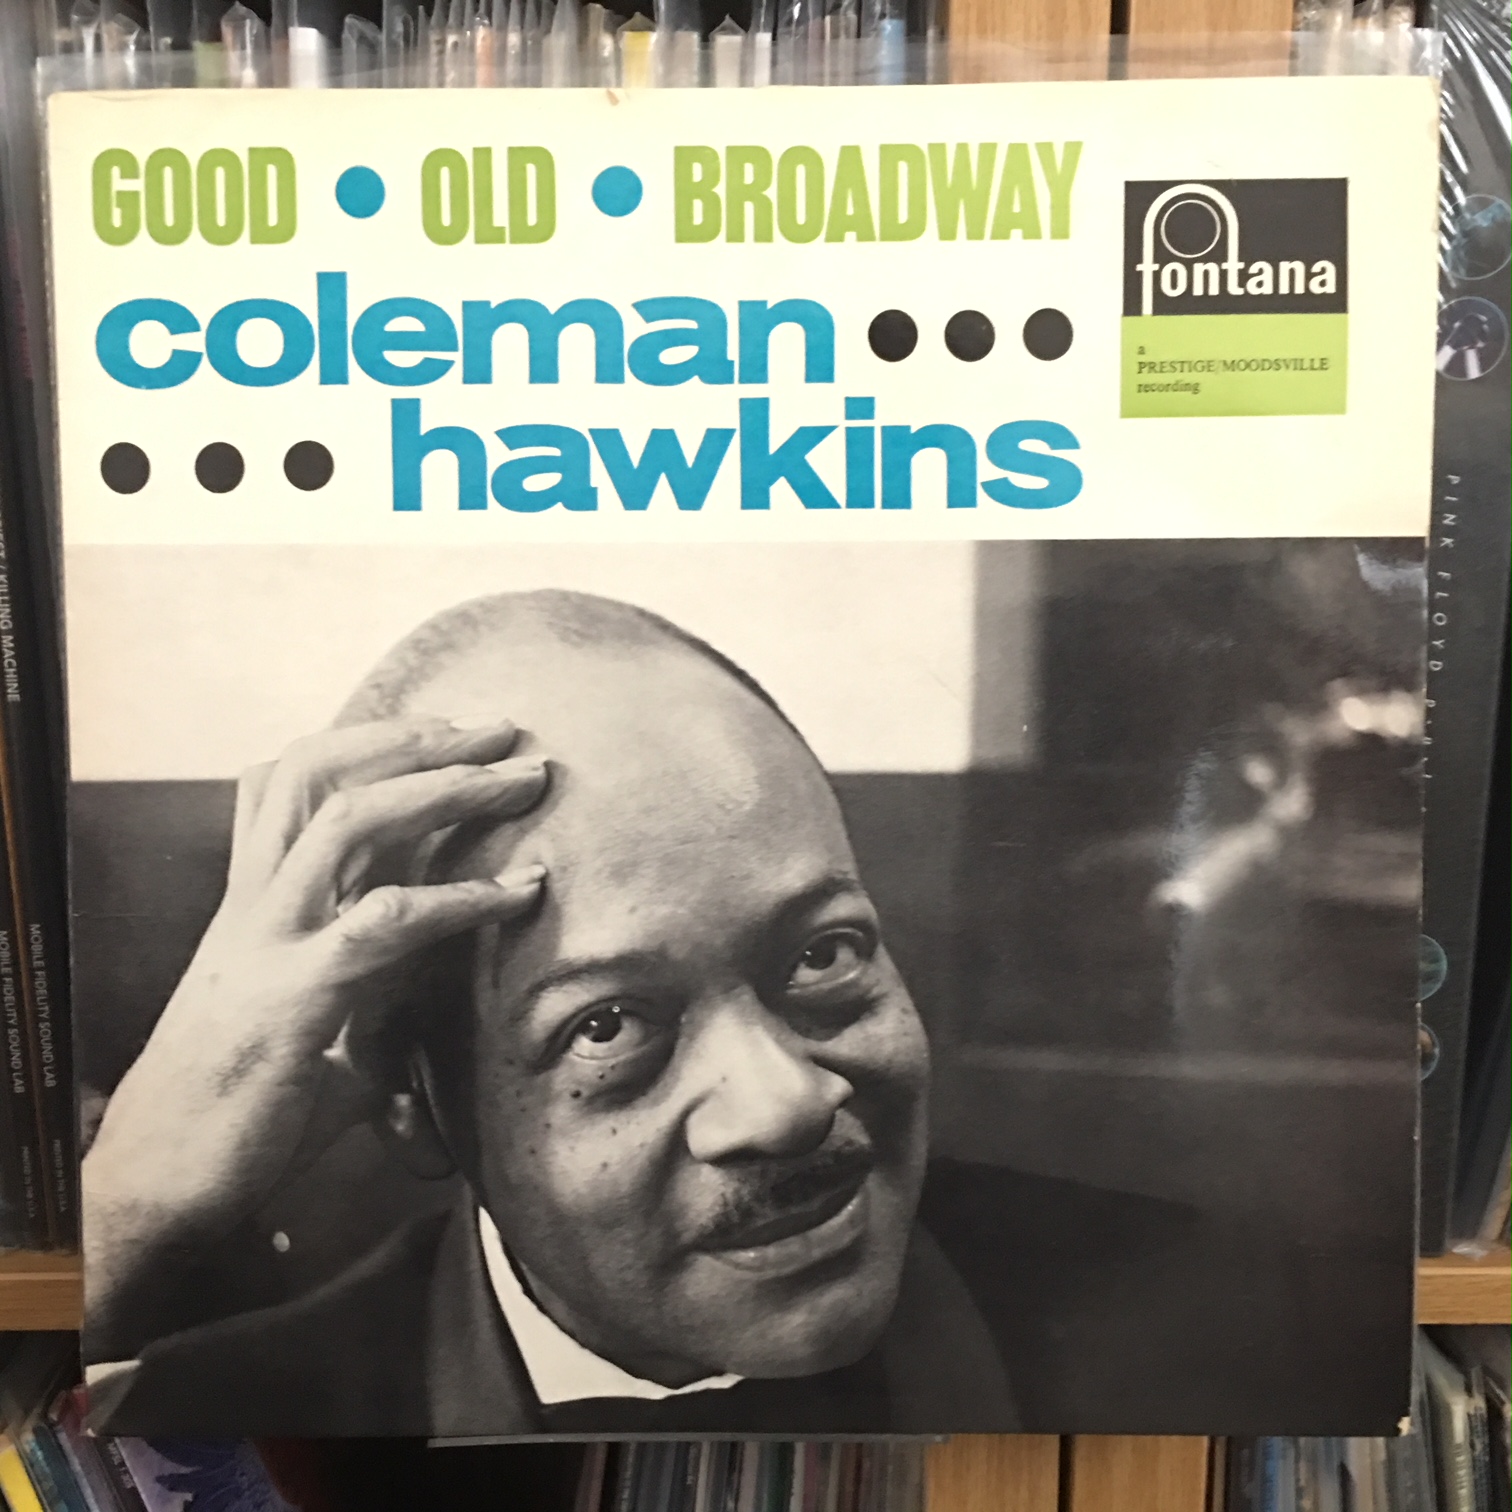 GOOD • OLD • BROADWAY
coleman • • •
• • • hawkins
fontana
a
PRESTIGE/MOODSVILLE
recording
PINK FLOYD
KILLING MACHINE
MOBILE FIDELITY SOUND LAB
MOBILE FIDELITY SOUND LAB